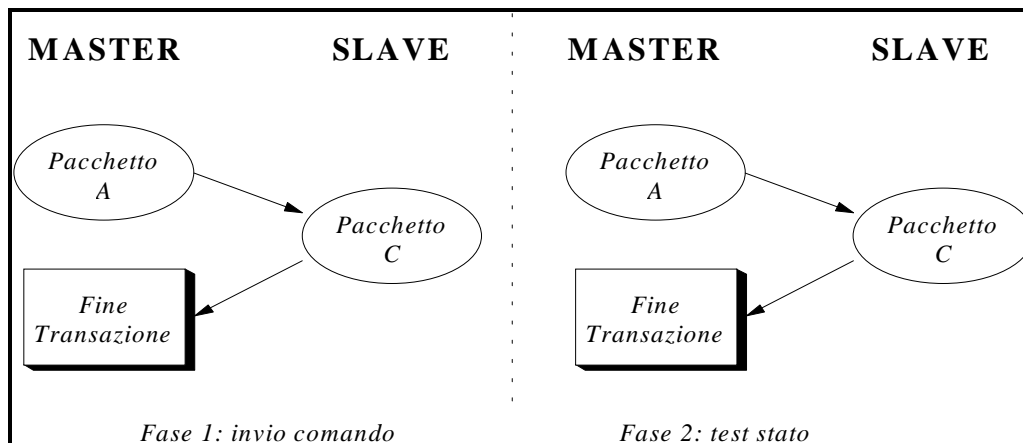 MASTER SLAVE MASTER SLAVE
Pacchetto
A
Pacchetto
C
Fine
Transazione
Pacchetto
A
Pacchetto
C
Fine
Transazione
Fase 1: invio comando
Fase 2: test stato